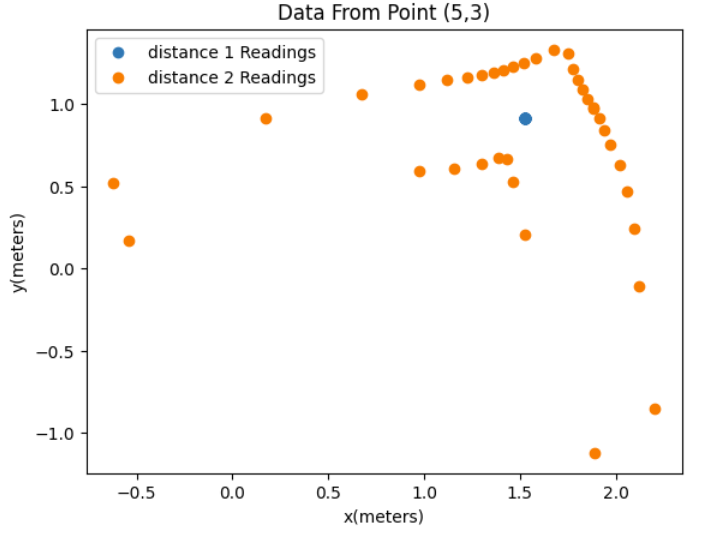 Data From Point (5,3)
distance 1 Readings
distance 2 Readings
1.0
0.5
0.0
−0.5
−1.0
y(meters)
−0.5
0.0
0.5
1.0
1.5
2.0
x(meters)